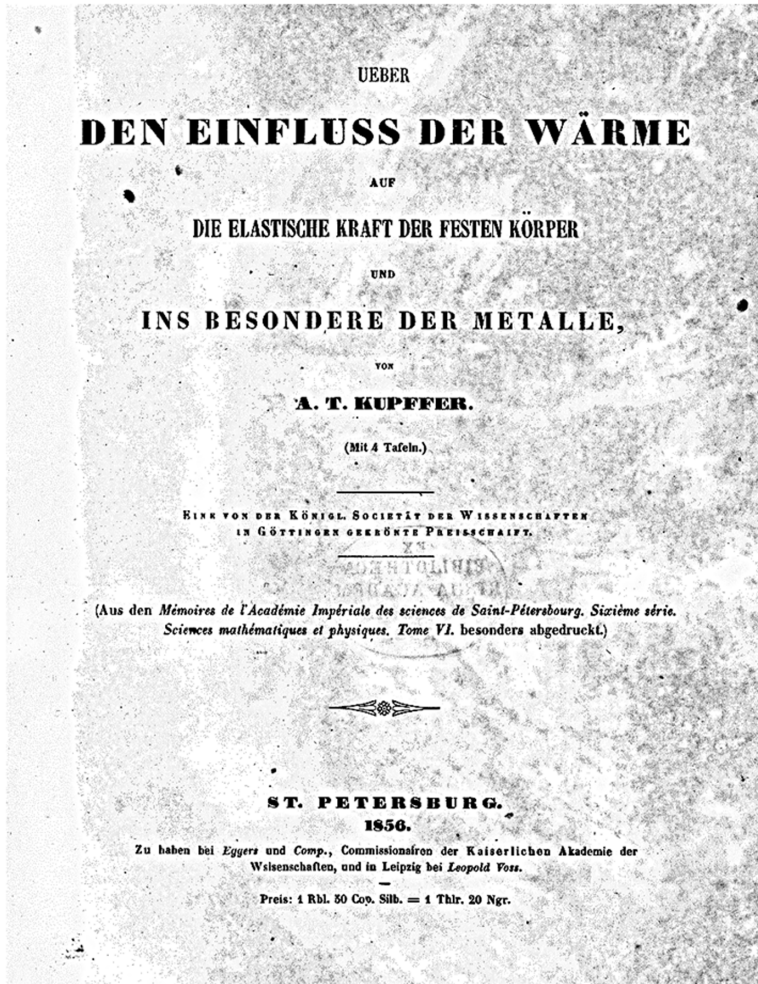 UEBER
DEN EINFLUSS DER WÄRME
AUF
DIE ELASTISCHE KRAFT DER FESTEN KÖRPER
UND
INS BESONDERE DER METALLE,
VON
A. T. KUPFFER.
(Mit 4 Tafeln.)
EINE VON DER KÖNIGL. SOCIETÄT DER WISSENSCHAFTEN
IN GÖTTINGEN GEKRÖNTE PREISSCHRIFT.
(Aus den Mémoires de l'Académie Impériale des sciences de Saint-Pétersbourg. Sixième série.
Sciences mathématiques et physiques. Tome VI. besonders abgedruckt.)
ST. PETERSBURG.
1856.
Zu haben bei Eggers und Comp., Commissionairen der Kaiserlichen Akademie der
Wsisenschaften, und in Leipzig bei Leopold Voss.
Preis: 1 Rbl. 50 Cop. Silb. = 1 Thlr. 20 Ngr.